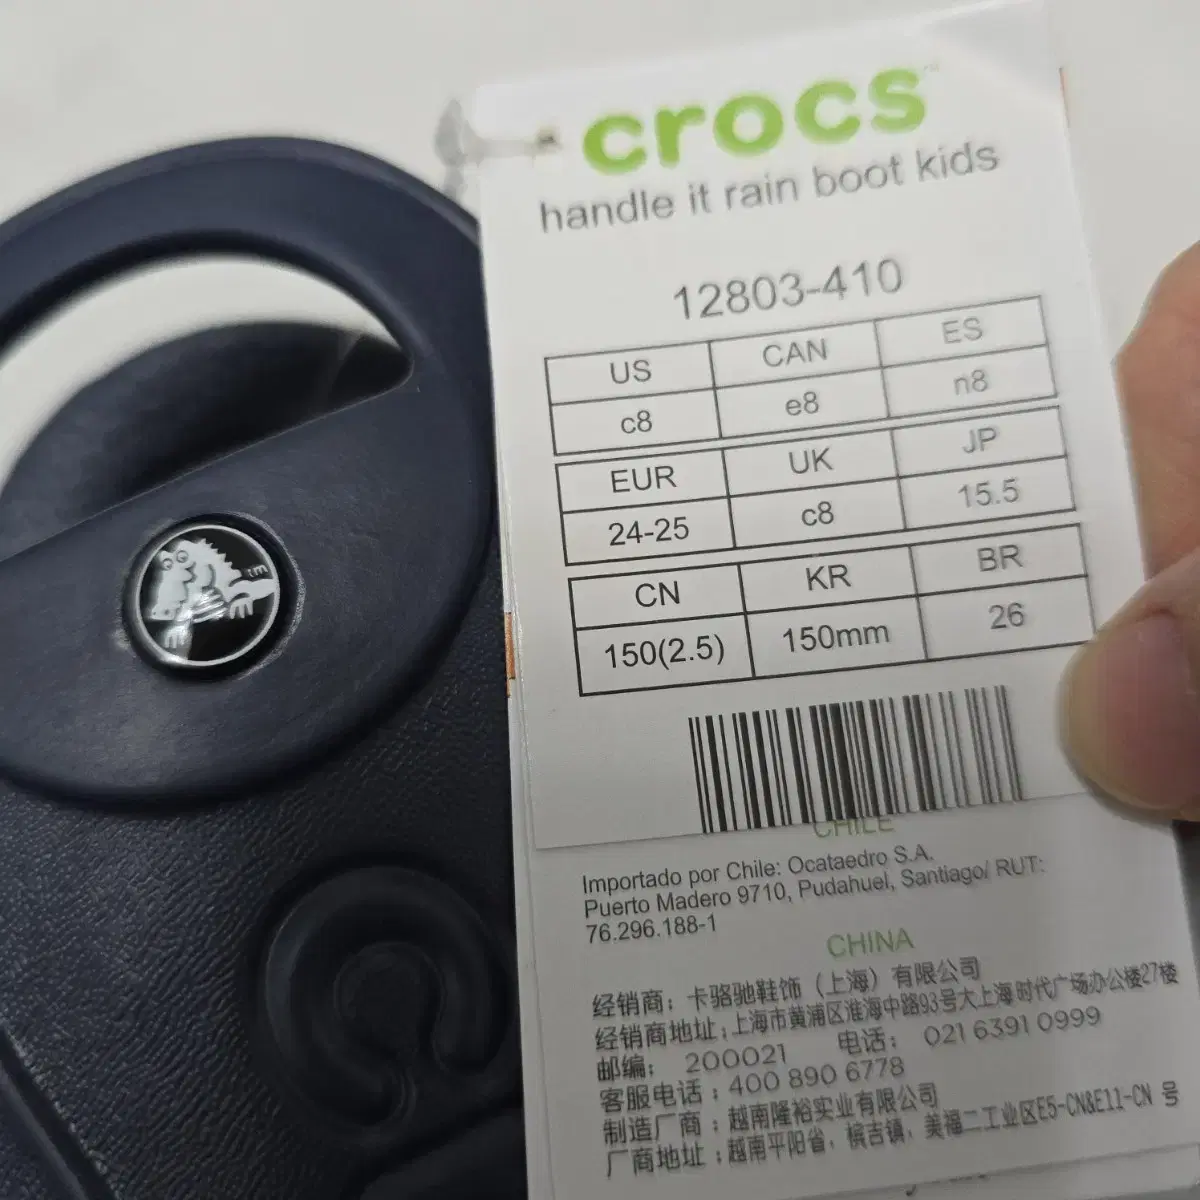 crocs™
handle it rain boot kids
12803-410
US CAN ES
c8 e8 n8
EUR UK JP
24-25 c8 15.5
CN KR BR
150(2.5) 150mm 26
CHILE
Importado por Chile: Ocataedro S.A.
Puerto Madero 9710, Pudahuel, Santiago/ RUT:
76.296.188-1
CHINA
经销商：卡骆驰鞋饰（上海）有限公司
经销商地址：上海市黄浦区淮海中路93号大上海时代广场办公楼27楼
邮编： 200021 电话： 021 6391 0999
客服电话：400 890 6778
制造厂商：越南隆裕实业有限公司
厂商地址：越南平阳省，槟吉镇，美福二工业区E5-CN&E11-CN 号